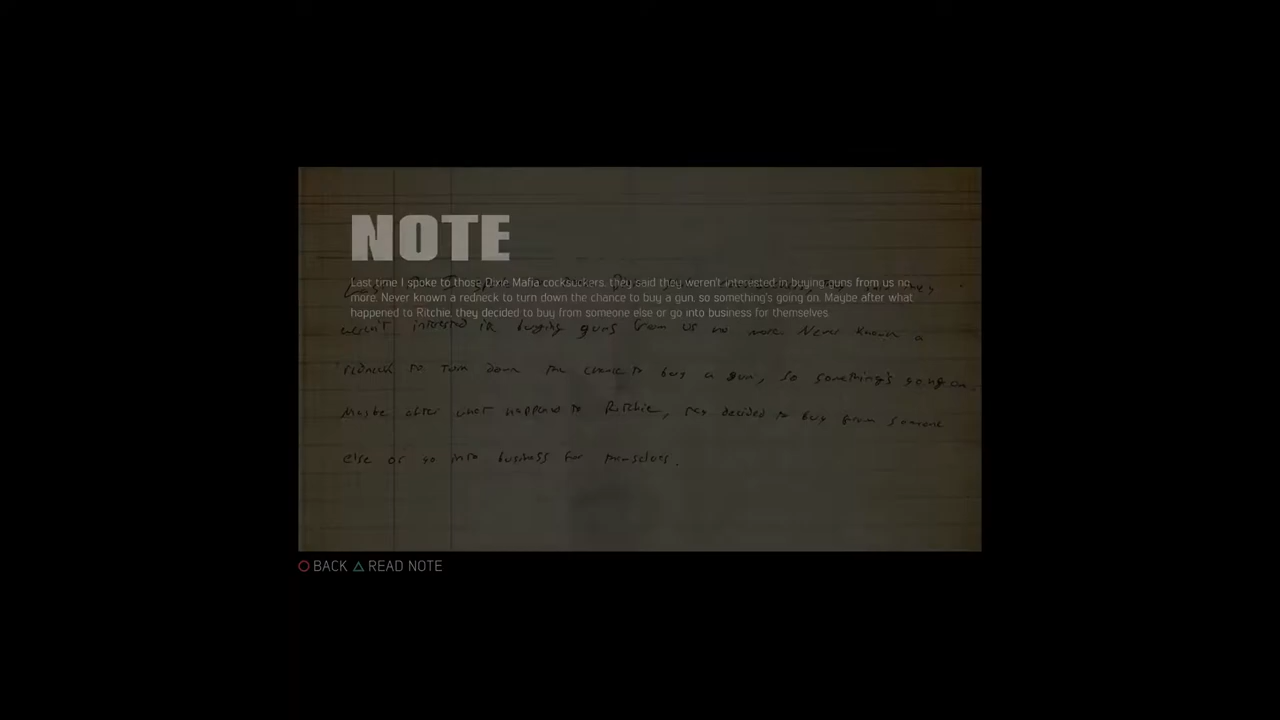 NOTE
Last time I spoke to those Dixie Mafia cocksuckers, they said they weren't interested in buying guns from us no
more. Never known a redneck to turn down the chance to buy a gun, so something's going on. Maybe after what
happened to Ritchie, they decided to buy from someone else or go into business for themselves.
weren't intrested in buying guns from us no more. Never known a
redneck to turn down the chance to buy a gun, so something's going on.
Maybe after what happened to Ritchie, they decided to buy from someone
else or go into business for themselves.
BACK READ NOTE